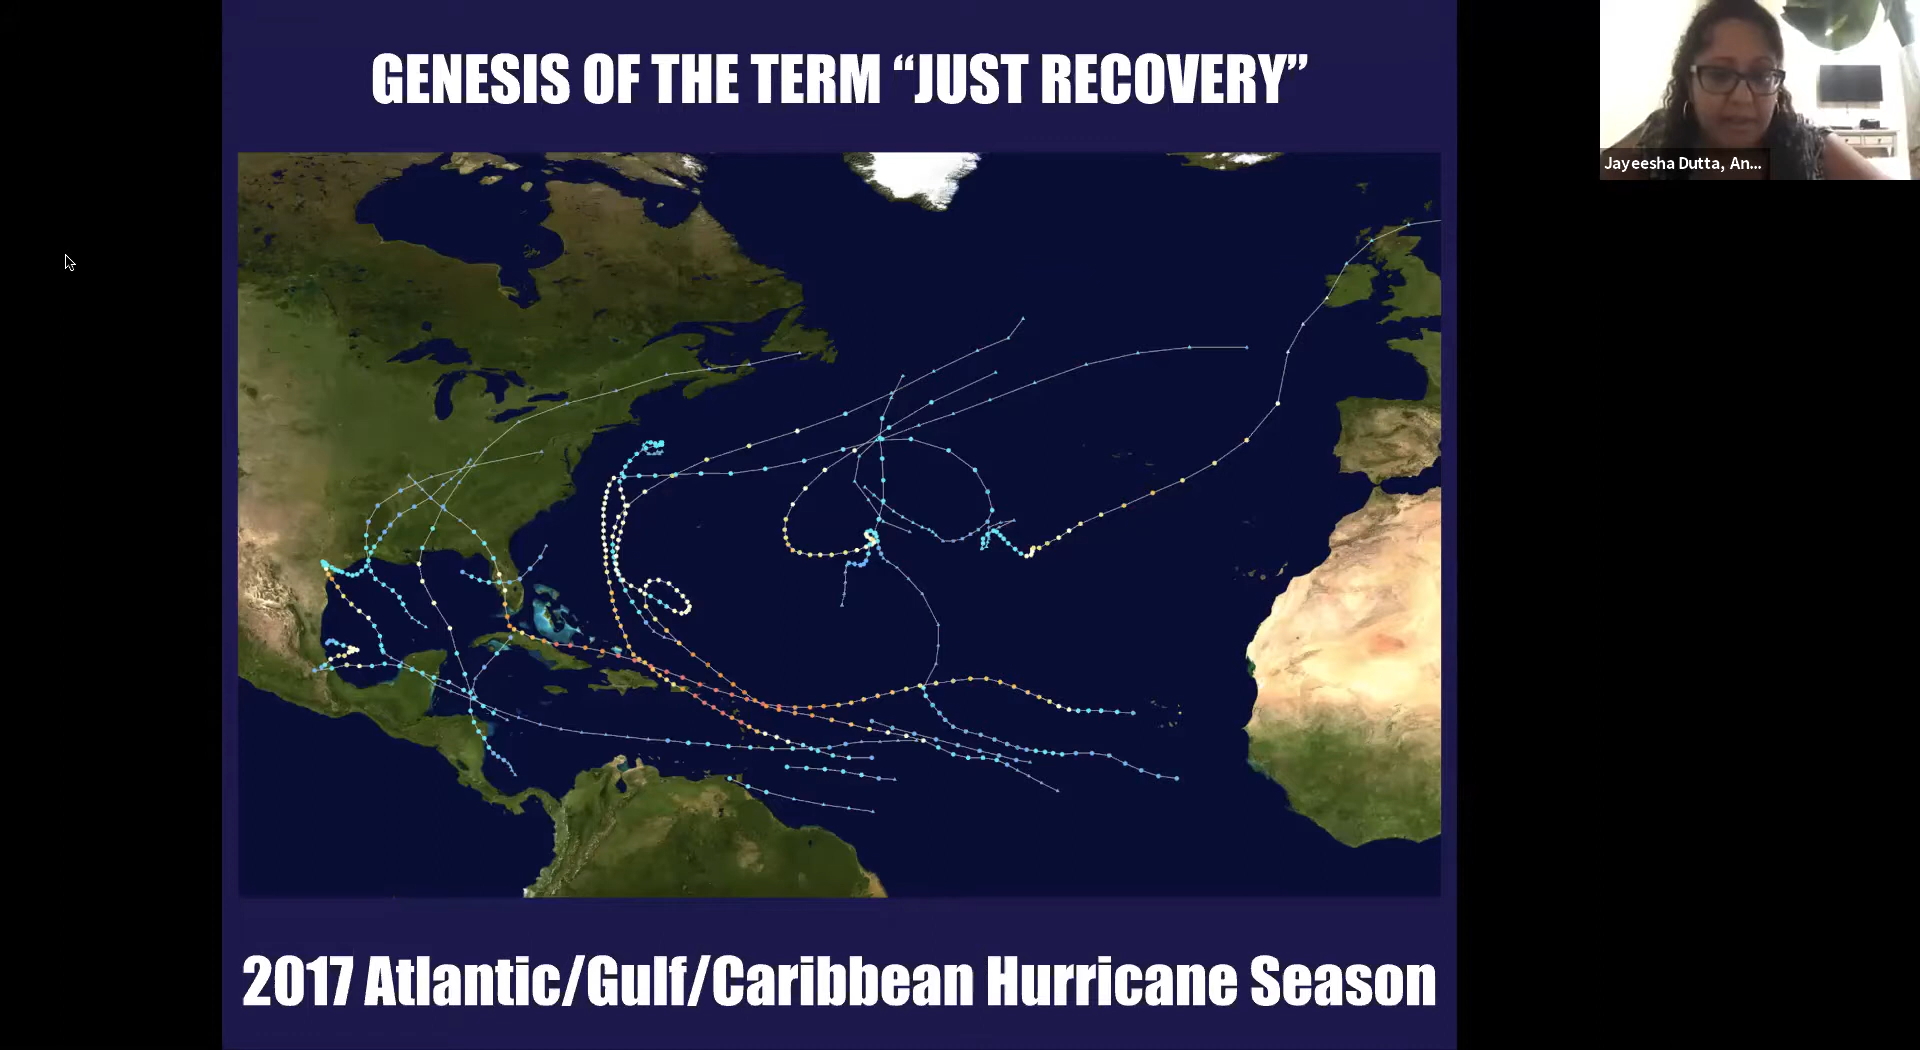 GENESIS OF THE TERM “JUST RECOVERY”
Jayeesha Dutta, An...
2017 Atlantic/Gulf/Caribbean Hurricane Season